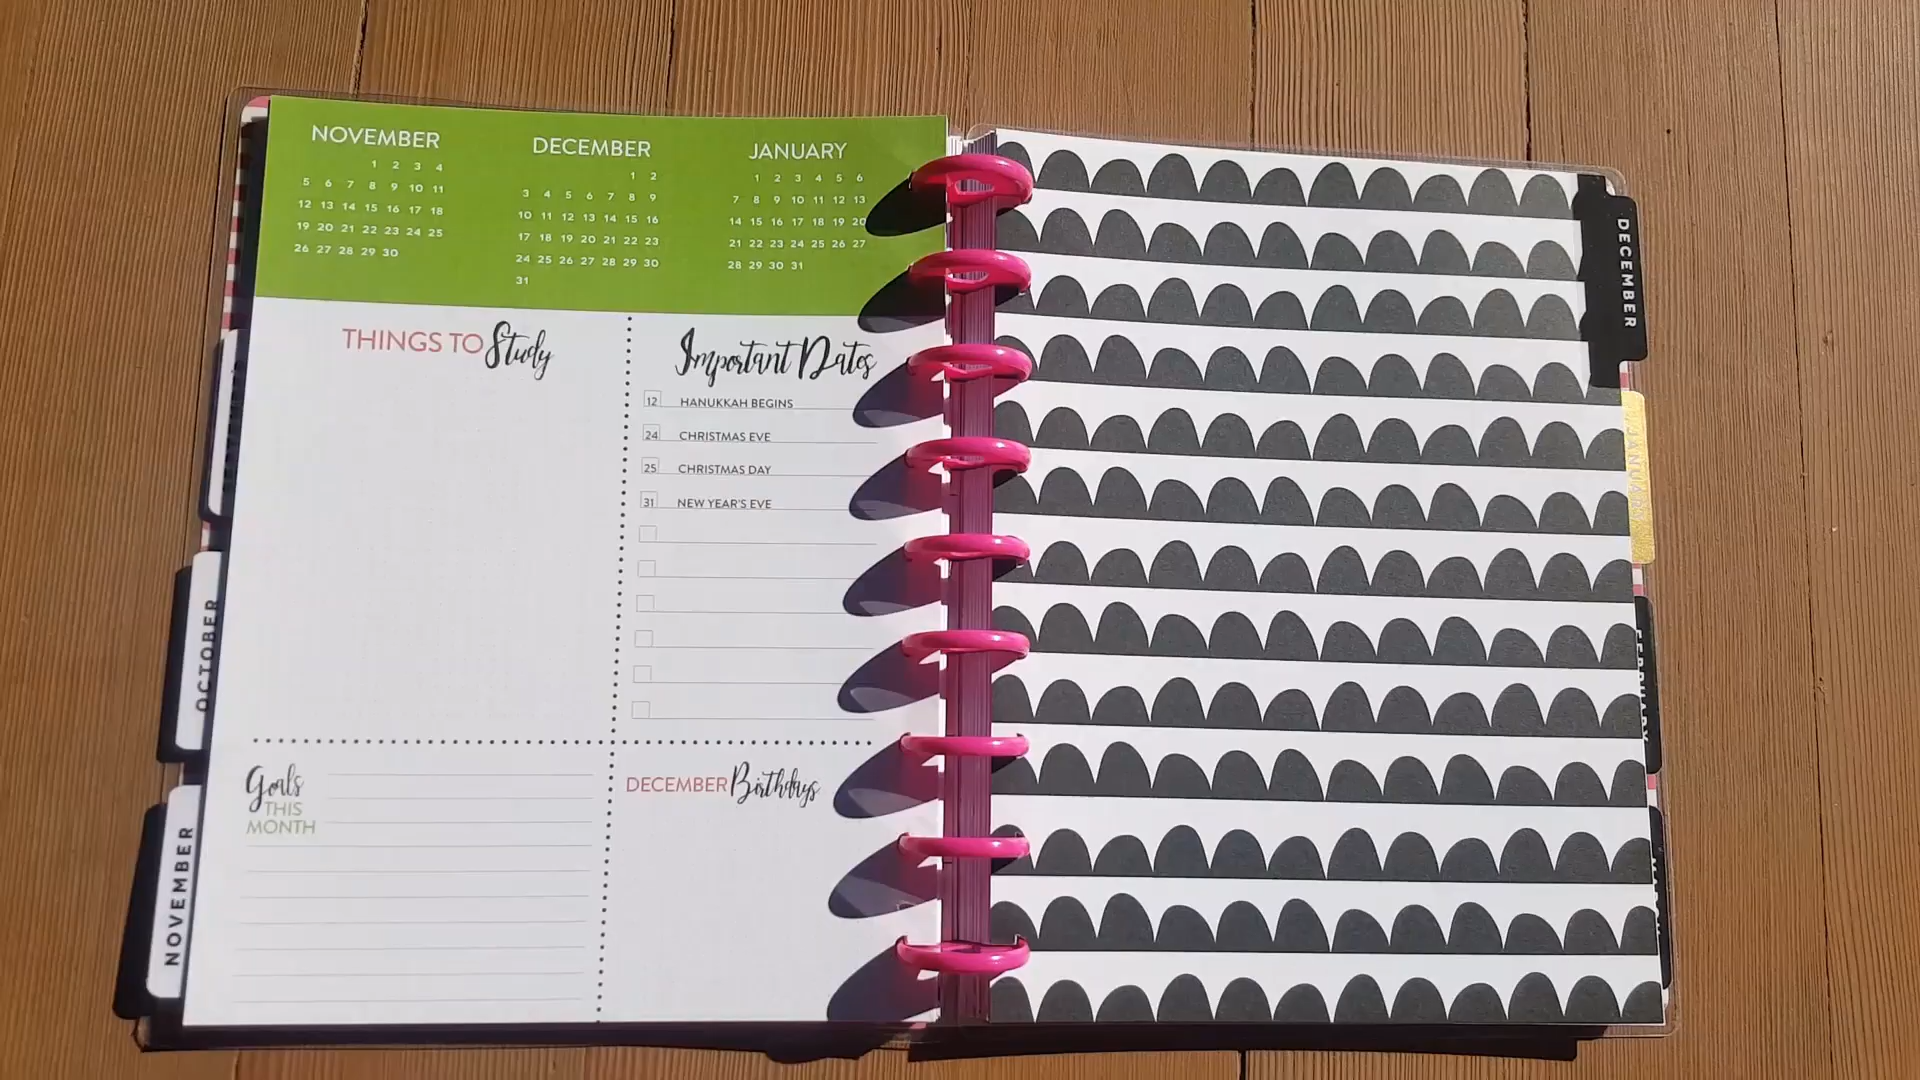 NOVEMBER
1 2 3 4
5 6 7 8 9 10 11
12 13 14 15 16 17 18
19 20 21 22 23 24 25
26 27 28 29 30
DECEMBER
1 2
3 4 5 6 7 8 9
10 11 12 13 14 15 16
17 18 19 20 21 22 23
24 25 26 27 28 29 30
31
JANUARY
1 2 3 4 5 6
7 8 9 10 11 12 13
14 15 16 17 18 19 20
21 22 23 24 25 26 27
28 29 30 31
THINGS TO Study
Important Dates
12 HANUKKAH BEGINS
24 CHRISTMAS EVE
25 CHRISTMAS DAY
31 NEW YEAR'S EVE
Goals
THIS
MONTH
DECEMBER Birthdays
OCTOBER
NOVEMBER
DECEMBER
JANUARY
FEBRUARY